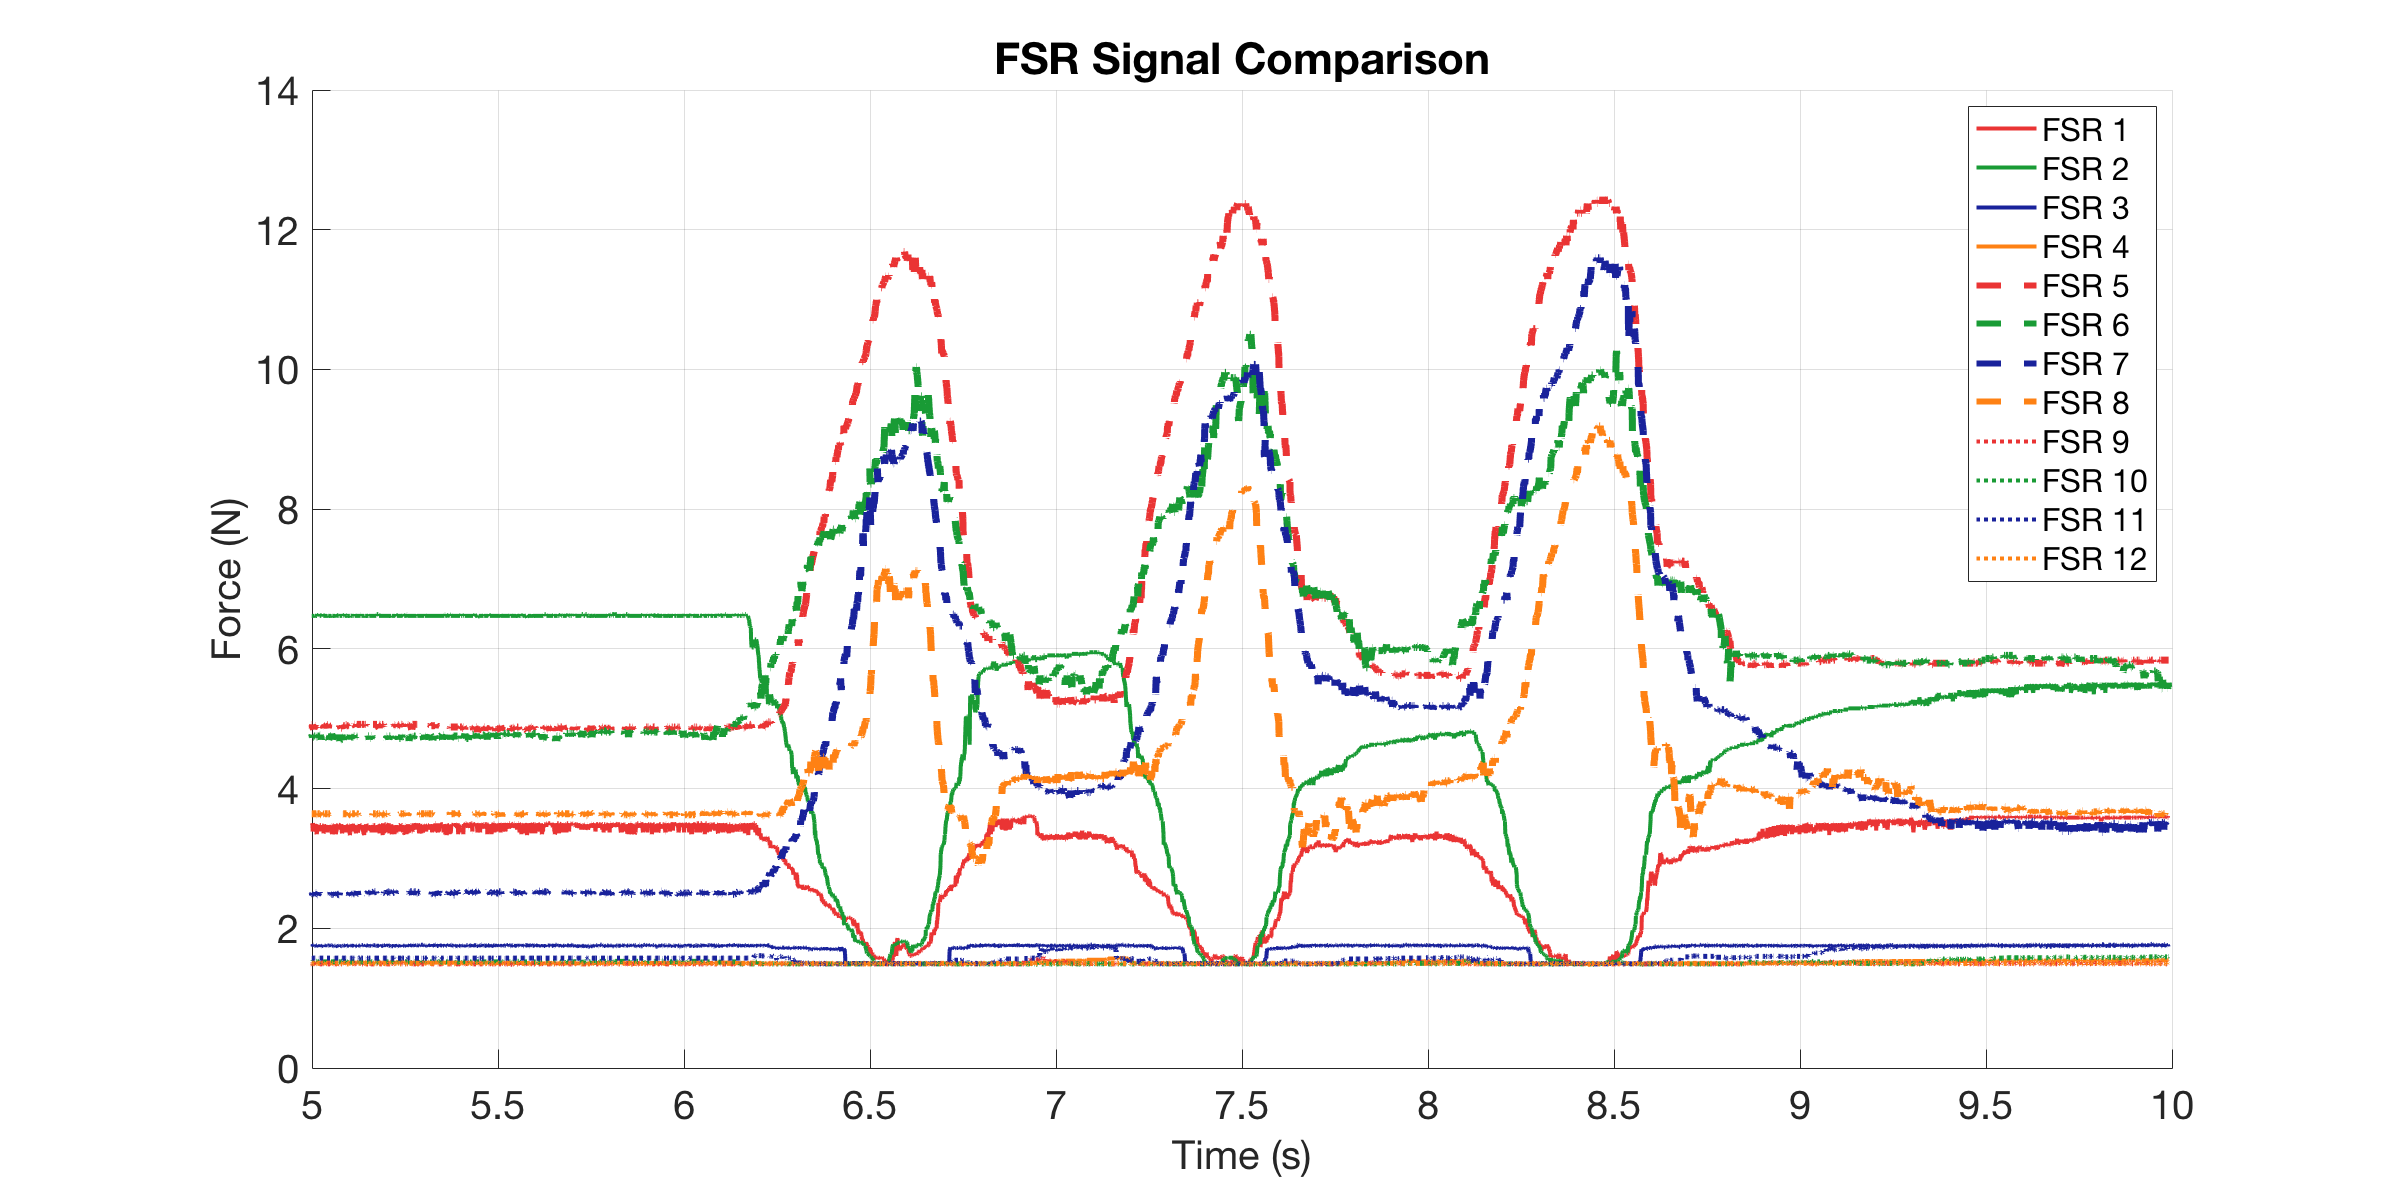 FSR Signal Comparison
14
12
10
8
6
4
2
0
Force (N)
5
5.5
6
6.5
7
7.5
8
8.5
9
9.5
10
Time (s)
FSR 1
FSR 2
FSR 3
FSR 4
FSR 5
FSR 6
FSR 7
FSR 8
FSR 9
FSR 10
FSR 11
FSR 12